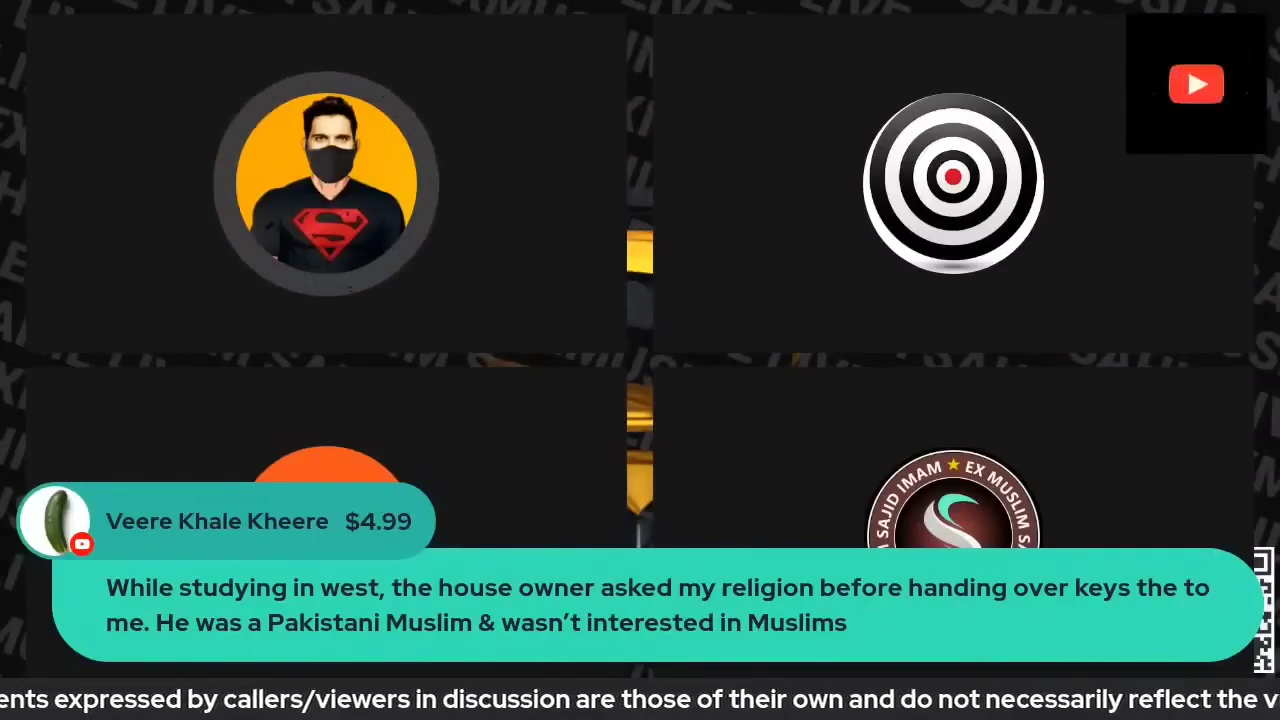 SAJID IMAM ★ EX MUSLIM SA
Veere Khale Kheere $4.99
While studying in west, the house owner asked my religion before handing over keys the to
me. He was a Pakistani Muslim & wasn't interested in Muslims
ents expressed by callers/viewers in discussion are those of their own and do not necessarily reflect the v